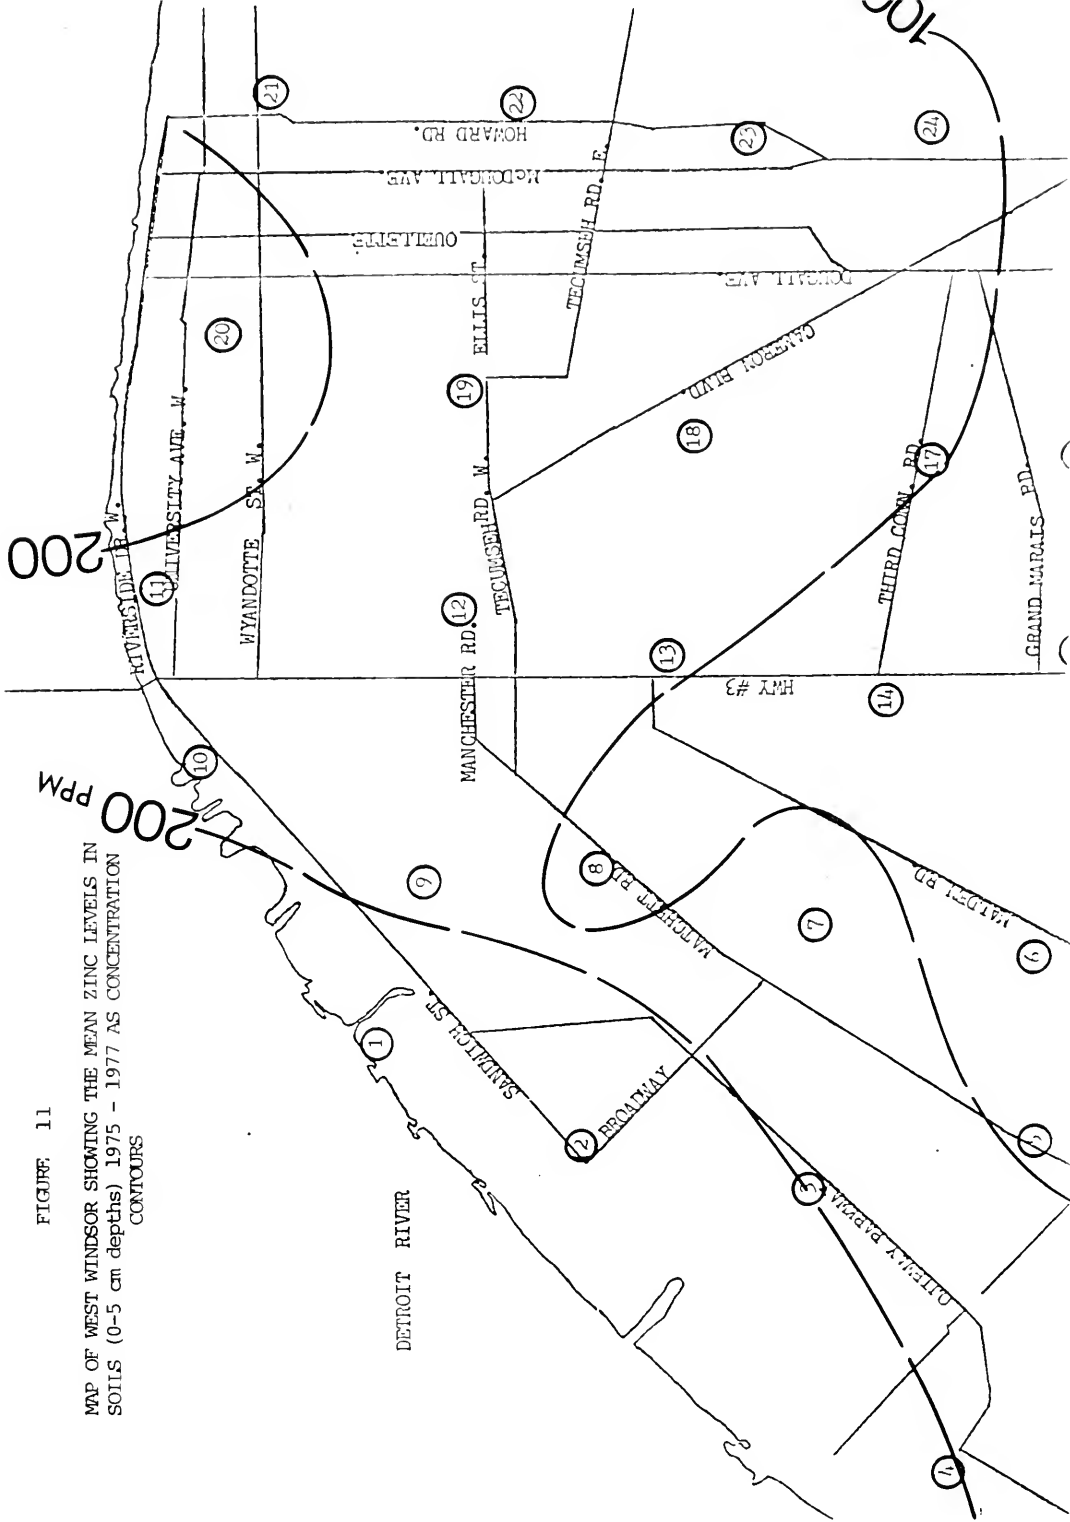 FIGURE 11
MAP OF WEST WINDSOR SHOWING THE MEAN ZINC LEVELS IN
SOILS (0-5 cm depths) 1975 - 1977 AS CONCENTRATION
CONTOURS
DETROIT RIVER
200 PPM
200
100
RIVERSIDE DR. W.
UNIVERSITY AVE. W.
WYANDOTTE ST. W.
HOWARD RD.
McDOUGALL AVE.
OUELLETTE
DOUGALL AVE.
ELLIS ST.
TECUMSEH RD. E.
TECUMSEH RD. W.
MANCHESTER RD.
CAMERON BLVD.
THIRD CONN. RD.
GRAND MARAIS RD.
HWY #3
MALDEN RD
MATCHETT RD.
SANDWICH ST.
BROADWAY
OJIBWAY PARKWA
1
2
3
4
5
6
7
8
9
10
11
12
13
14
17
18
19
20
21
22
23
24